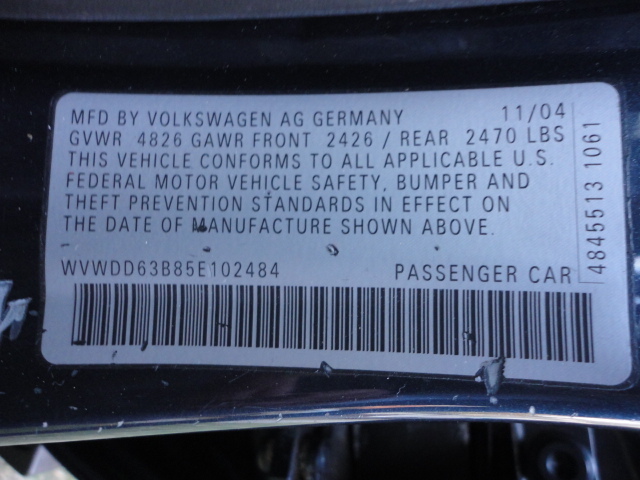 MFD BY VOLKSWAGEN AG GERMANY 11/04
GVWR 4826 GAWR FRONT 2426 / REAR 2470 LBS
THIS VEHICLE CONFORMS TO ALL APPLICABLE U.S.
FEDERAL MOTOR VEHICLE SAFETY, BUMPER AND
THEFT PREVENTION STANDARDS IN EFFECT ON
THE DATE OF MANUFACTURE SHOWN ABOVE.
WVWDD63B85E102484 PASSENGER CAR
4845513 1061